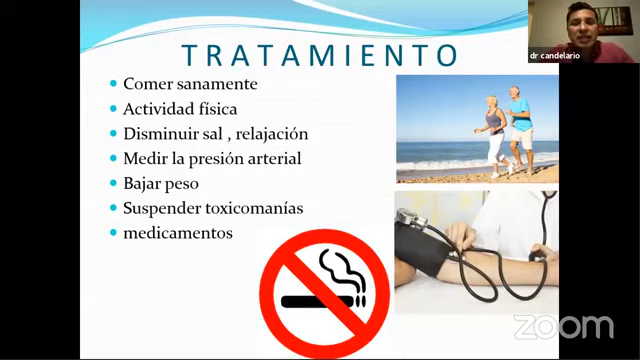 TRATAMIENTO
Comer sanamente
Actividad física
Disminuir sal , relajación
Medir la presión arterial
Bajar peso
Suspender toxicomanías
medicamentos
dr candelario
zoom